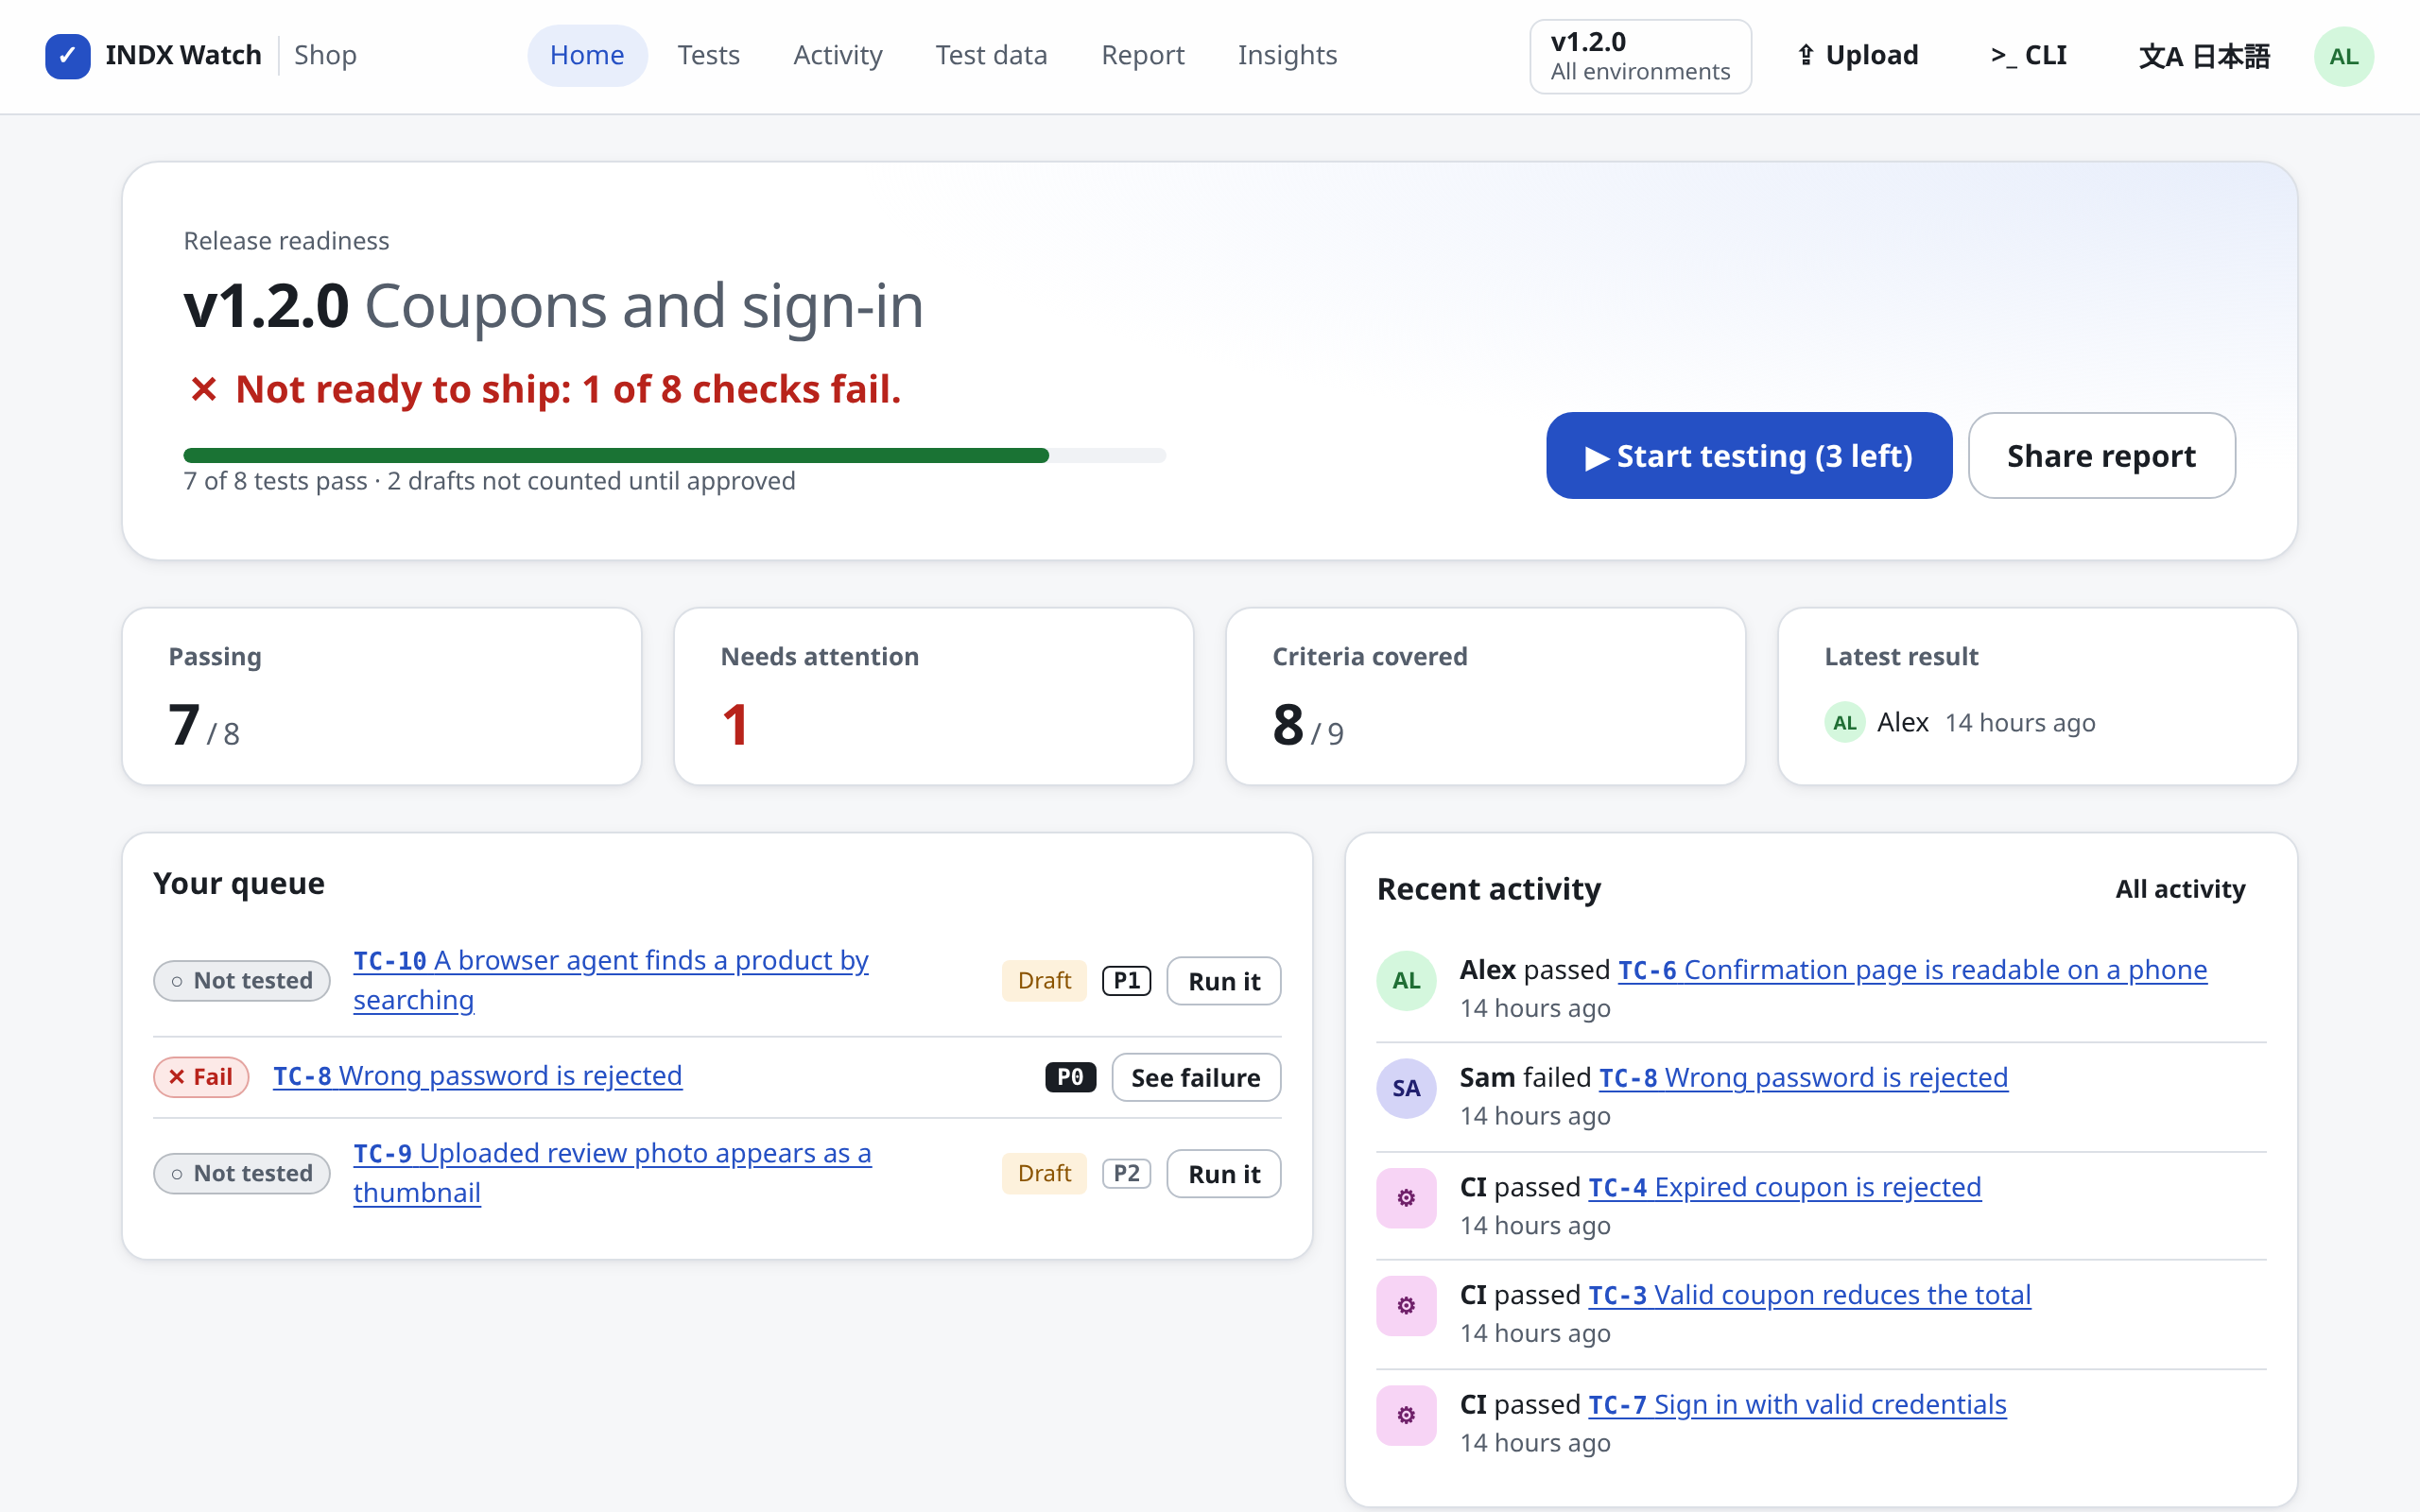 ✓ INDX Watch Shop Home Tests Activity Test data Report Insights v1.2.0 ⇪ Upload >_ CLI 文A 日本語 AL
All environments
Release readiness
v1.2.0 Coupons and sign-in
✕ Not ready to ship: 1 of 8 checks fail.
7 of 8 tests pass · 2 drafts not counted until approved
▶ Start testing (3 left) Share report
Passing
7 / 8
Needs attention
1
Criteria covered
8 / 9
Latest result
AL Alex 14 hours ago
Your queue
○ Not tested TC-10 A browser agent finds a product by
searching
Draft P1 Run it
✕ Fail TC-8 Wrong password is rejected P0 See failure
○ Not tested TC-9 Uploaded review photo appears as a
thumbnail
Draft P2 Run it
Recent activity All activity
AL Alex passed TC-6 Confirmation page is readable on a phone
14 hours ago
SA Sam failed TC-8 Wrong password is rejected
14 hours ago
⚙ CI passed TC-4 Expired coupon is rejected
14 hours ago
⚙ CI passed TC-3 Valid coupon reduces the total
14 hours ago
⚙ CI passed TC-7 Sign in with valid credentials
14 hours ago